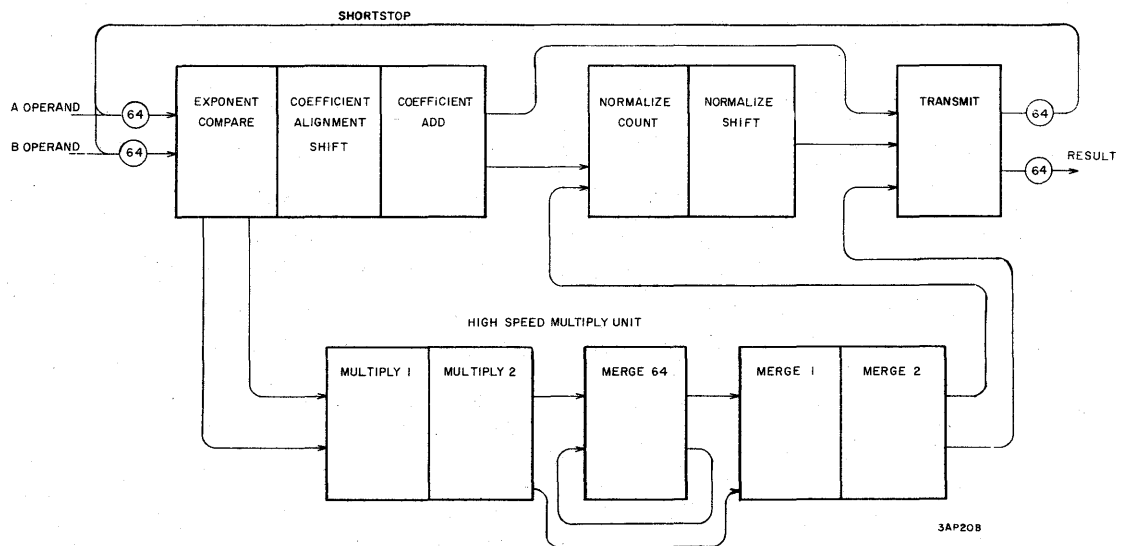 SHORTSTOP
A OPERAND
64
B OPERAND
64
EXPONENT
COMPARE
COEFFICIENT
ALIGNMENT
SHIFT
COEFFICIENT
ADD
NORMALIZE
COUNT
NORMALIZE
SHIFT
TRANSMIT
64
64
RESULT
HIGH SPEED MULTIPLY UNIT
MULTIPLY 1
MULTIPLY 2
MERGE 64
MERGE 1
MERGE 2
3AP20B